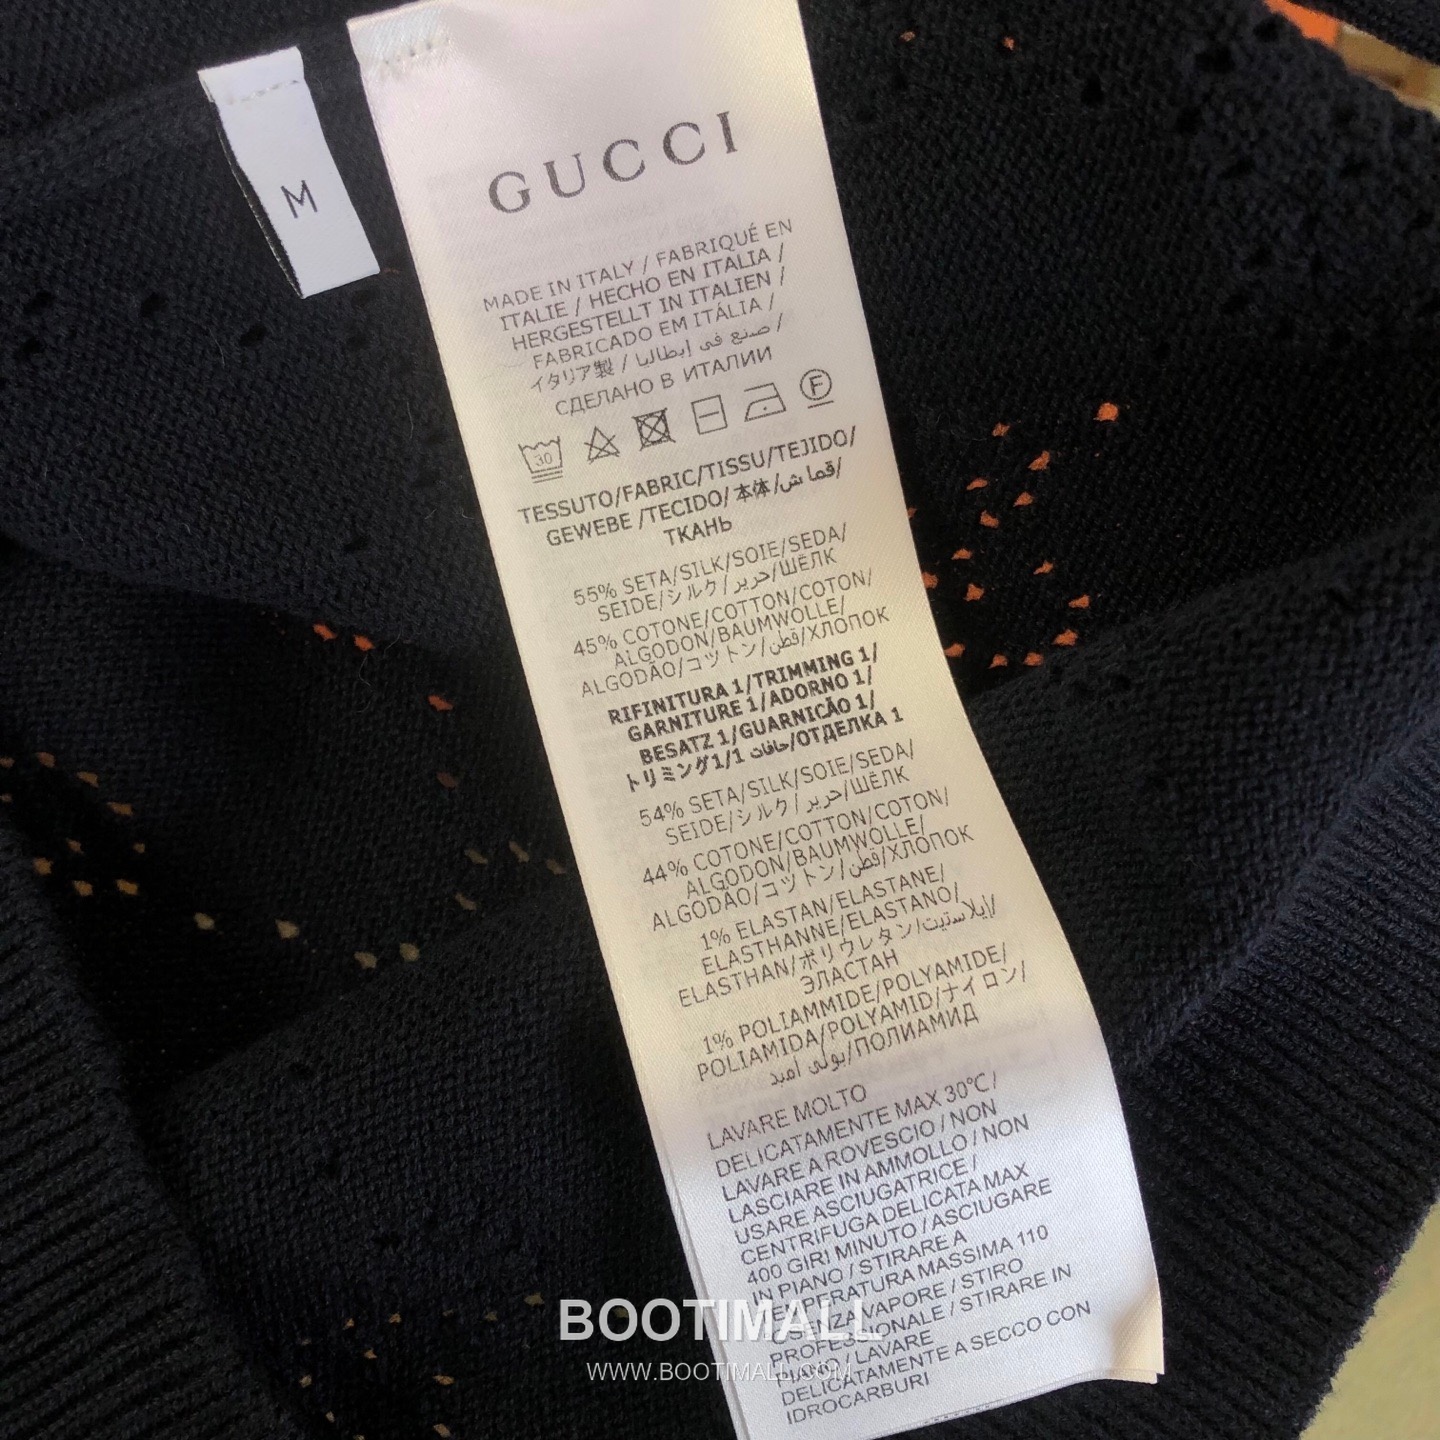 M
GUCCI
MADE IN ITALY / FABRIQUÉ EN
ITALIE / HECHO EN ITALIA /
HERGESTELLT IN ITALIEN /
FABRICADO EM ITÁLIA /
イタリア製 / صنع في إيطاليا /
СДЕЛАНО В ИТАЛИИ
30 F
TESSUTO/FABRIC/TISSU/TEJIDO/
GEWEBE /TECIDO/ 本体/قماش/
ТКАНЬ
55% SETA/SILK/SOIE/SEDA/
SEIDE/シルク/حرير/ШЁЛК
45% COTONE/COTTON/COTON/
ALGODON/BAUMWOLLE/
ALGODÃO/コットン/قطن/ХЛОПОК
RIFINITURA 1/TRIMMING 1/
GARNITURE 1/ADORNO 1/
BESATZ 1/GUARNICÃO 1/
トリミング1/1 حافات/ОТДЕЛКА 1
54% SETA/SILK/SOIE/SEDA/
SEIDE/シルク/حرير/ШЁЛК
44% COTONE/COTTON/COTON/
ALGODON/BAUMWOLLE/
ALGODÃO/コットン/قطن/ХЛОПОК
1% ELASTAN/ELASTANE/
ELASTHANNE/ELASTANO/
ELASTHAN/ポリウレタン/إيلاستيت/
ЭЛАСТАН
1% POLIAMMIDE/POLYAMIDE/
POLIAMIDA/POLYAMID/ナイロン/
بولي أميد/ПОЛИАМИД
LAVARE MOLTO
DELICATAMENTE MAX 30°C /
LAVARE A ROVESCIO / NON
LASCIARE IN AMMOLLO / NON
USARE ASCIUGATRICE /
CENTRIFUGA DELICATA MAX
400 GIRI MINUTO / ASCIUGARE
IN PIANO / STIRARE A
TEMPERATURA MASSIMA 110
SENZA VAPORE / STIRO
PROFESSIONALE / STIRARE IN
PIANO / LAVARE
DELICATAMENTE A SECCO CON
IDROCARBURI
BOOTIMALL
WWW.BOOTIMALL.COM